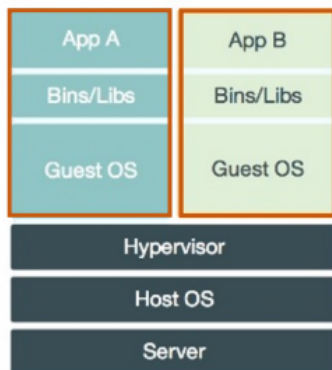 App A
Bins/Libs
Guest OS
App B
Bins/Libs
Guest OS
Hypervisor
Host OS
Server